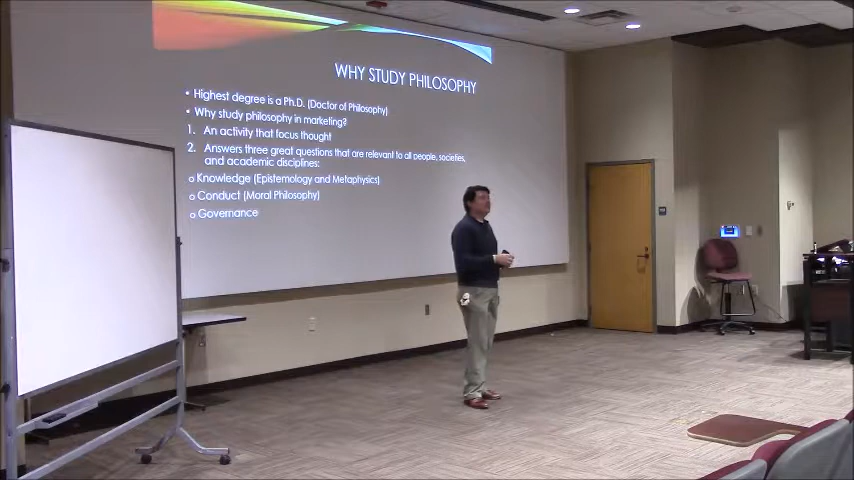 WHY STUDY PHILOSOPHY
• Highest degree is a Ph.D. (Doctor of Philosophy)
• Why study philosophy in marketing?
1. An activity that focus thought
2. Answers three great questions that are relevant to all people, societies,
and academic disciplines:
o Knowledge (Epistemology and Metaphysics)
o Conduct (Moral Philosophy)
o Governance